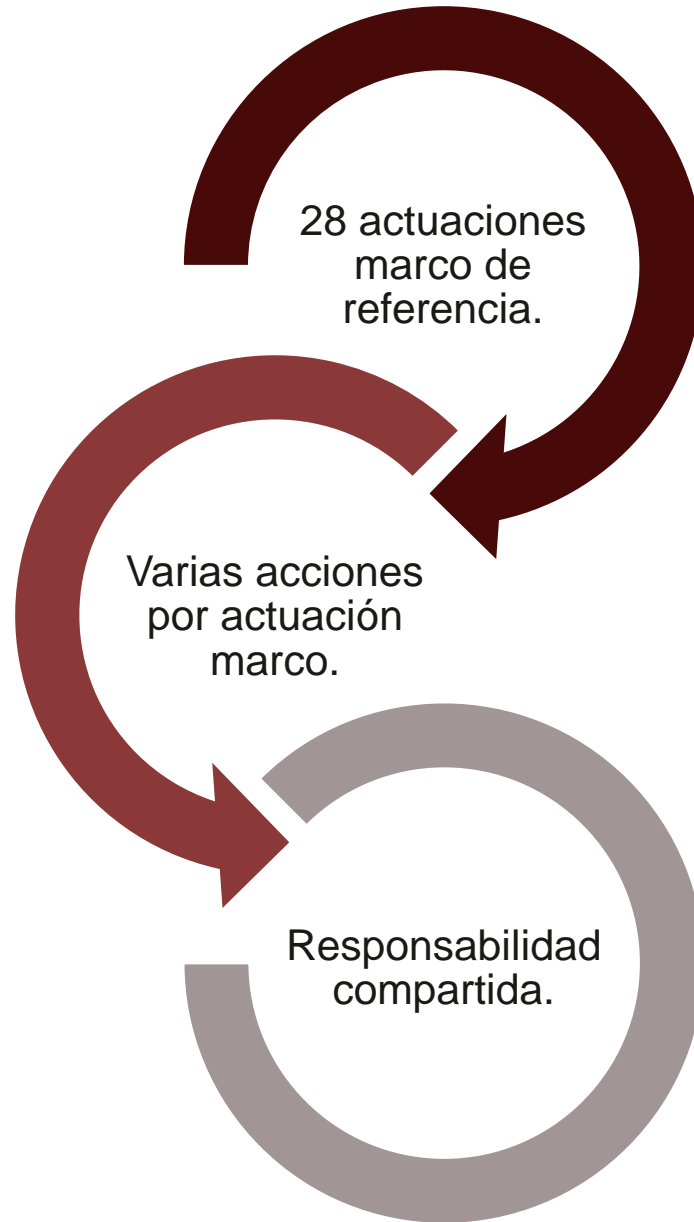 28 actuaciones
marco de
referencia.
Varias acciones
por actuación
marco.
Responsabilidad
compartida.